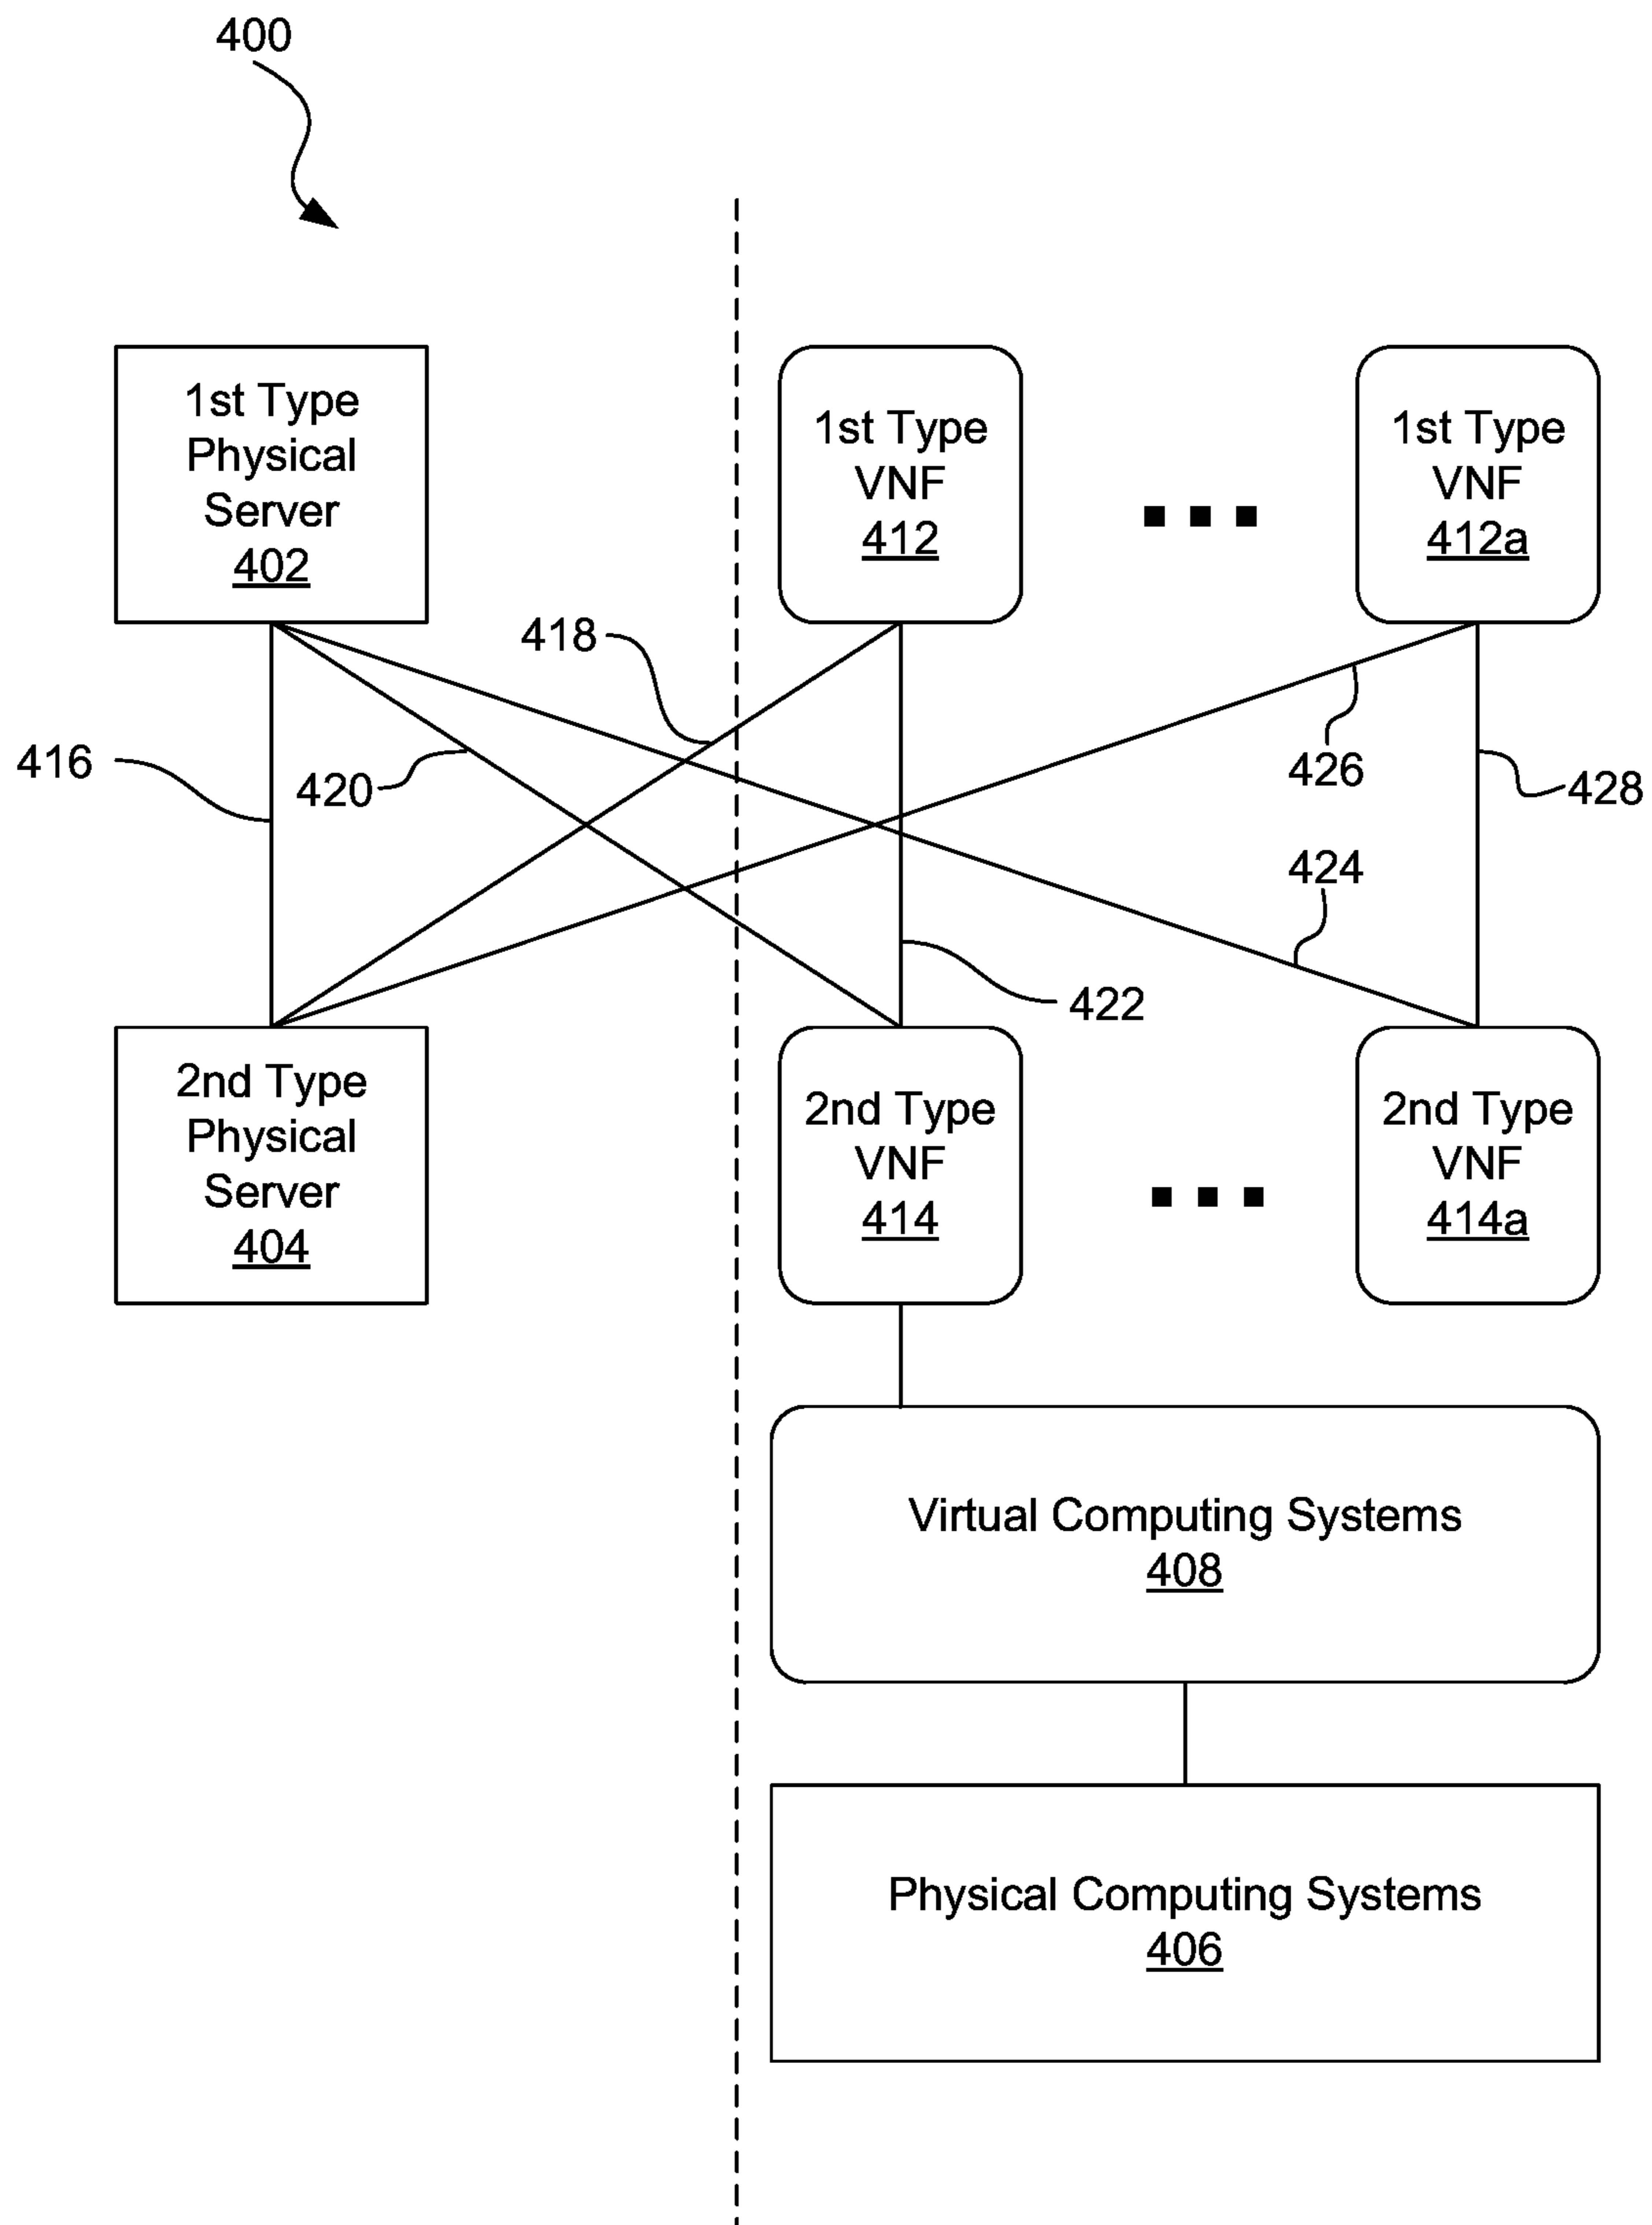 400
1st Type
Physical
Server
402
1st Type
VNF
412
1st Type
VNF
412a
418
416
420
426
428
424
422
2nd Type
Physical
Server
404
2nd Type
VNF
414
2nd Type
VNF
414a
Virtual Computing Systems
408
Physical Computing Systems
406